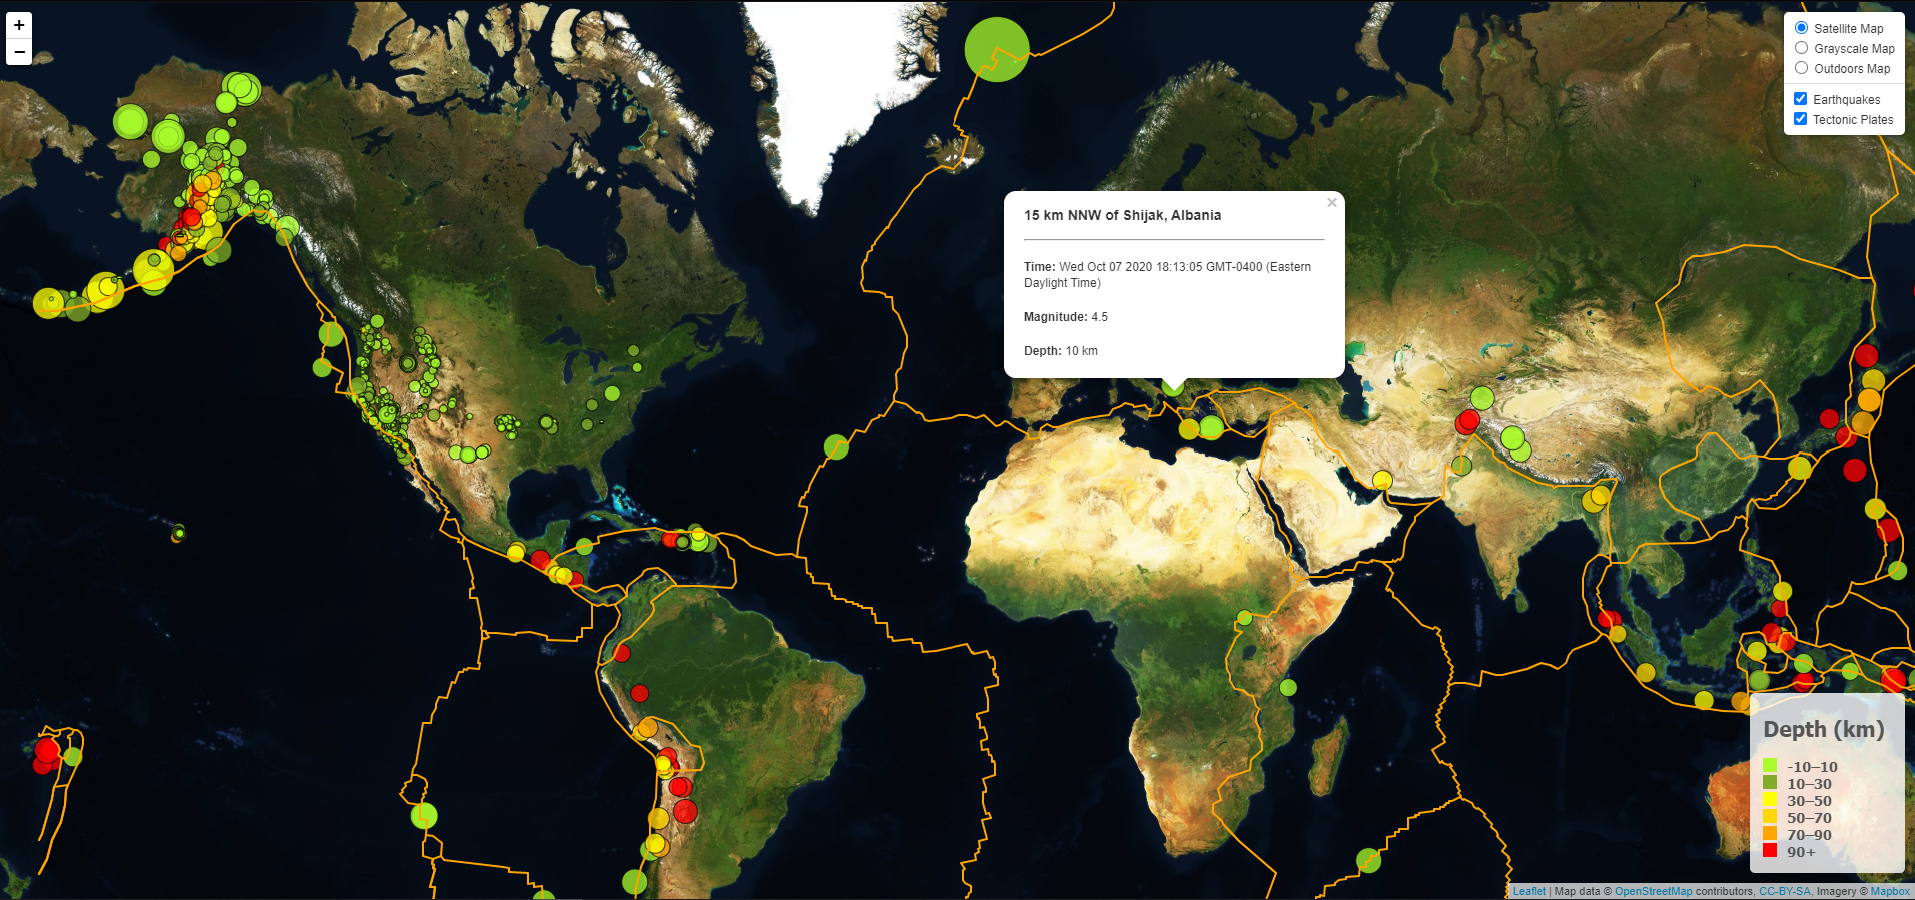 +
−
Satellite Map
Grayscale Map
Outdoors Map
Earthquakes
Tectonic Plates
×
15 km NNW of Shijak, Albania
Time: Wed Oct 07 2020 18:13:05 GMT-0400 (Eastern
Daylight Time)
Magnitude: 4.5
Depth: 10 km
Depth (km)
-10–10
10–30
30–50
50–70
70–90
90+
Leaflet | Map data © OpenStreetMap contributors, CC-BY-SA, Imagery © Mapbox